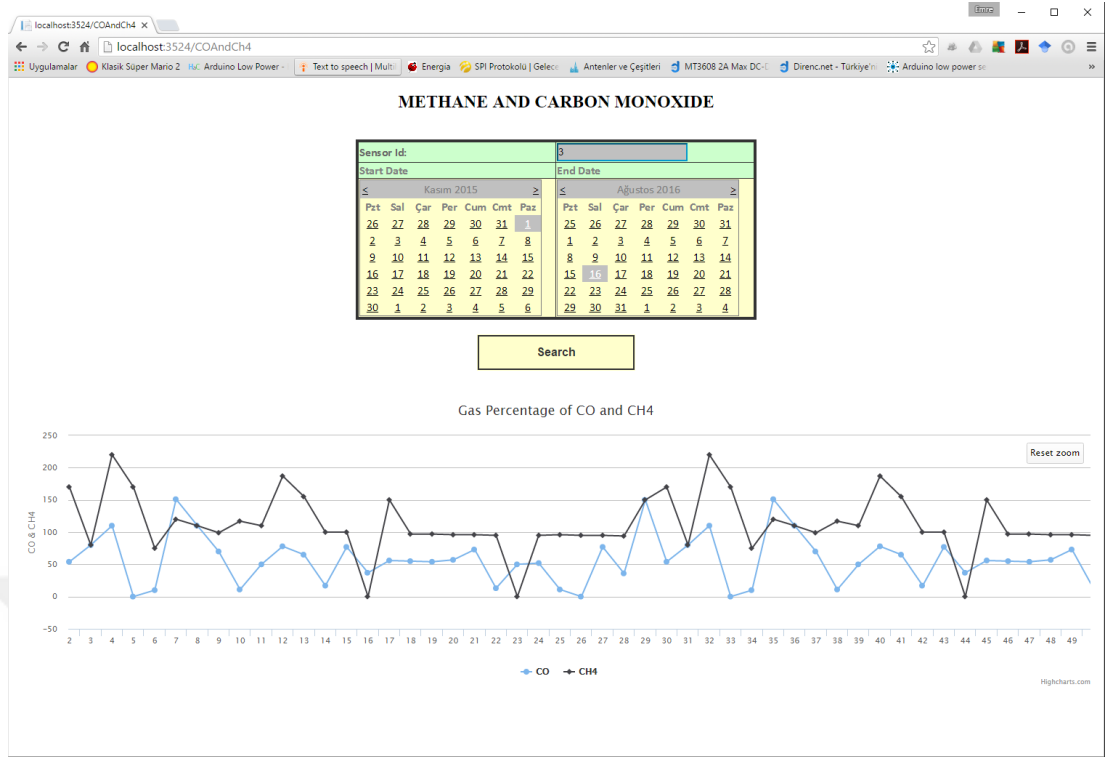 Emre
localhost:3524/COAndCh4
localhost:3524/COAndCh4
Uygulamalar Klasik Süper Mario 2 Arduino Low Power - Text to speech | Multi Energia SPI Protokolü | Gelece Antenler ve Çeşitleri MT3608 2A Max DC-D Direnc.net - Türkiye'n Arduino low power se »
METHANE AND CARBON MONOXIDE
Sensor Id: 3
Start Date End Date
< Kasım 2015 > < Ağustos 2016 >
Pzt Sal Çar Per Cum Cmt Paz Pzt Sal Çar Per Cum Cmt Paz
26 27 28 29 30 31 1 25 26 27 28 29 30 31
2 3 4 5 6 7 8 1 2 3 4 5 6 7
9 10 11 12 13 14 15 8 9 10 11 12 13 14
16 17 18 19 20 21 22 15 16 17 18 19 20 21
23 24 25 26 27 28 29 22 23 24 25 26 27 28
30 1 2 3 4 5 6 29 30 31 1 2 3 4
Search
Gas Percentage of CO and CH4
Reset zoom
CO & CH4
250
200
150
100
50
0
-50
2 3 4 5 6 7 8 9 10 11 12 13 14 15 16 17 18 19 20 21 22 23 24 25 26 27 28 29 30 31 32 33 34 35 36 37 38 39 40 41 42 43 44 45 46 47 48 49
CO CH4
Highcharts.com